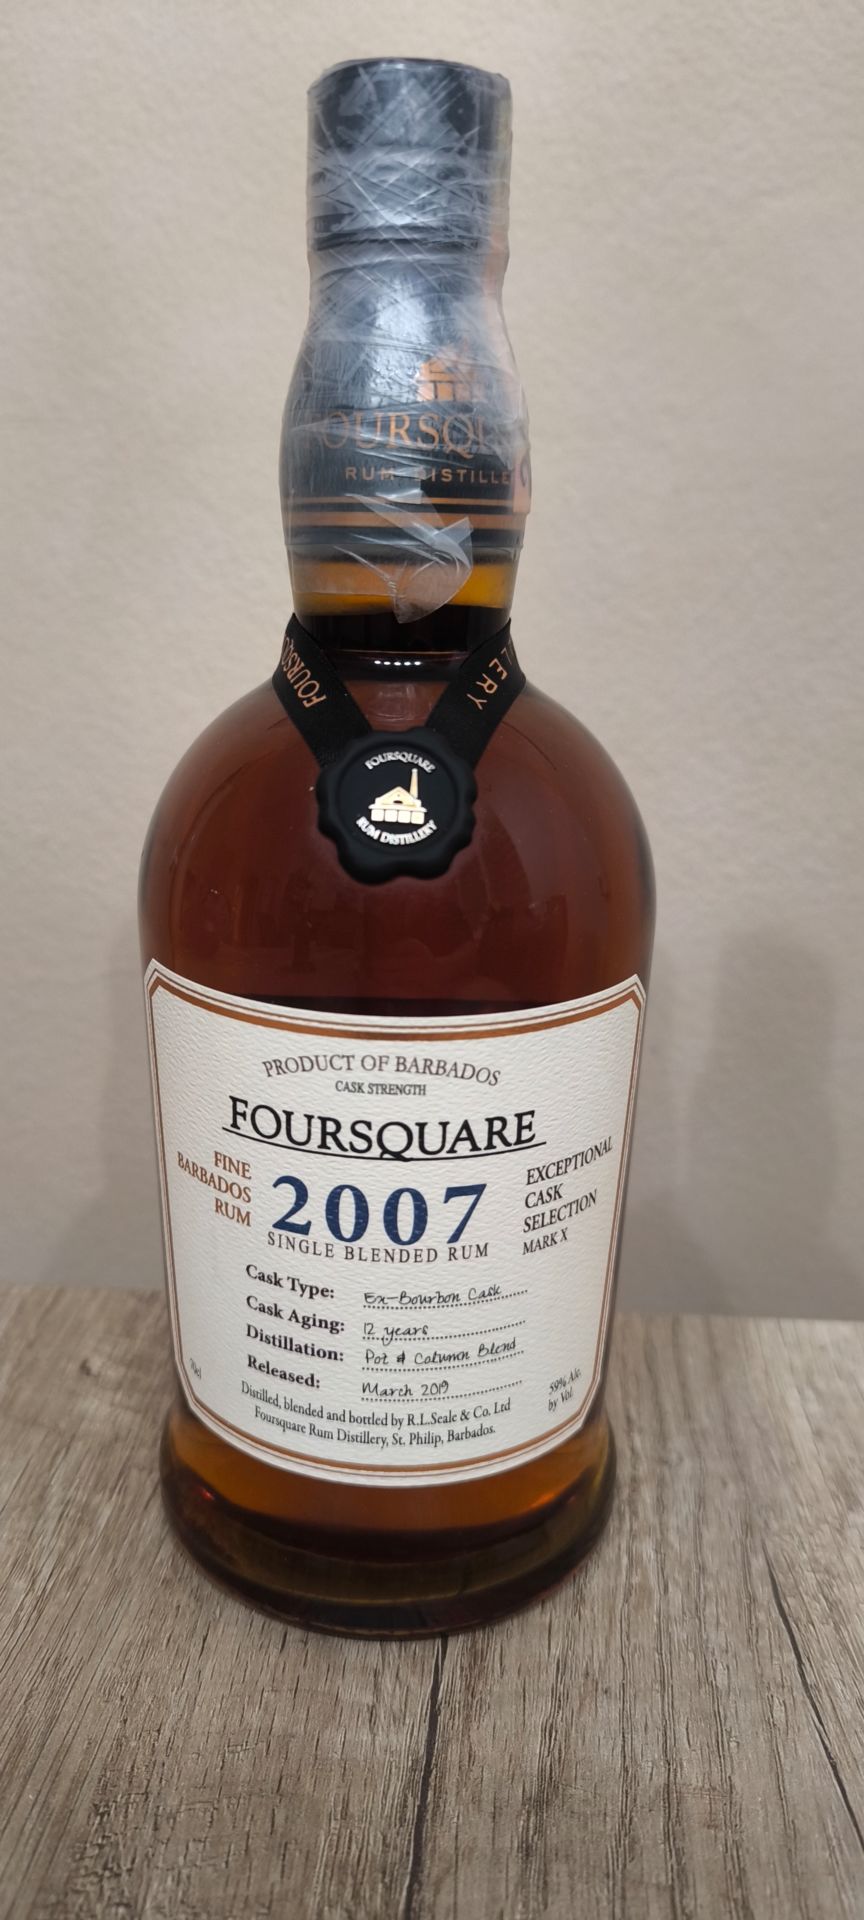 FOURSQU
RUM DISTILLE
FOURSQU
LLERY
FOURSQUARE
RUM DISTILLERY
PRODUCT OF BARBADOS
CASK STRENGTH
FOURSQUARE
FINE
BARBADOS
RUM
2007
EXCEPTIONAL
CASK
SELECTION
MARK X
SINGLE BLENDED RUM
Cask Type: Ex-Bourbon Cask
Cask Aging: 12 years
Distillation: Pot & Column Blend
Released: March 2019
70cl
59% Alc.
by Vol.
Distilled, blended and bottled by R.L.Seale & Co. Ltd
Foursquare Rum Distillery, St. Philip, Barbados.